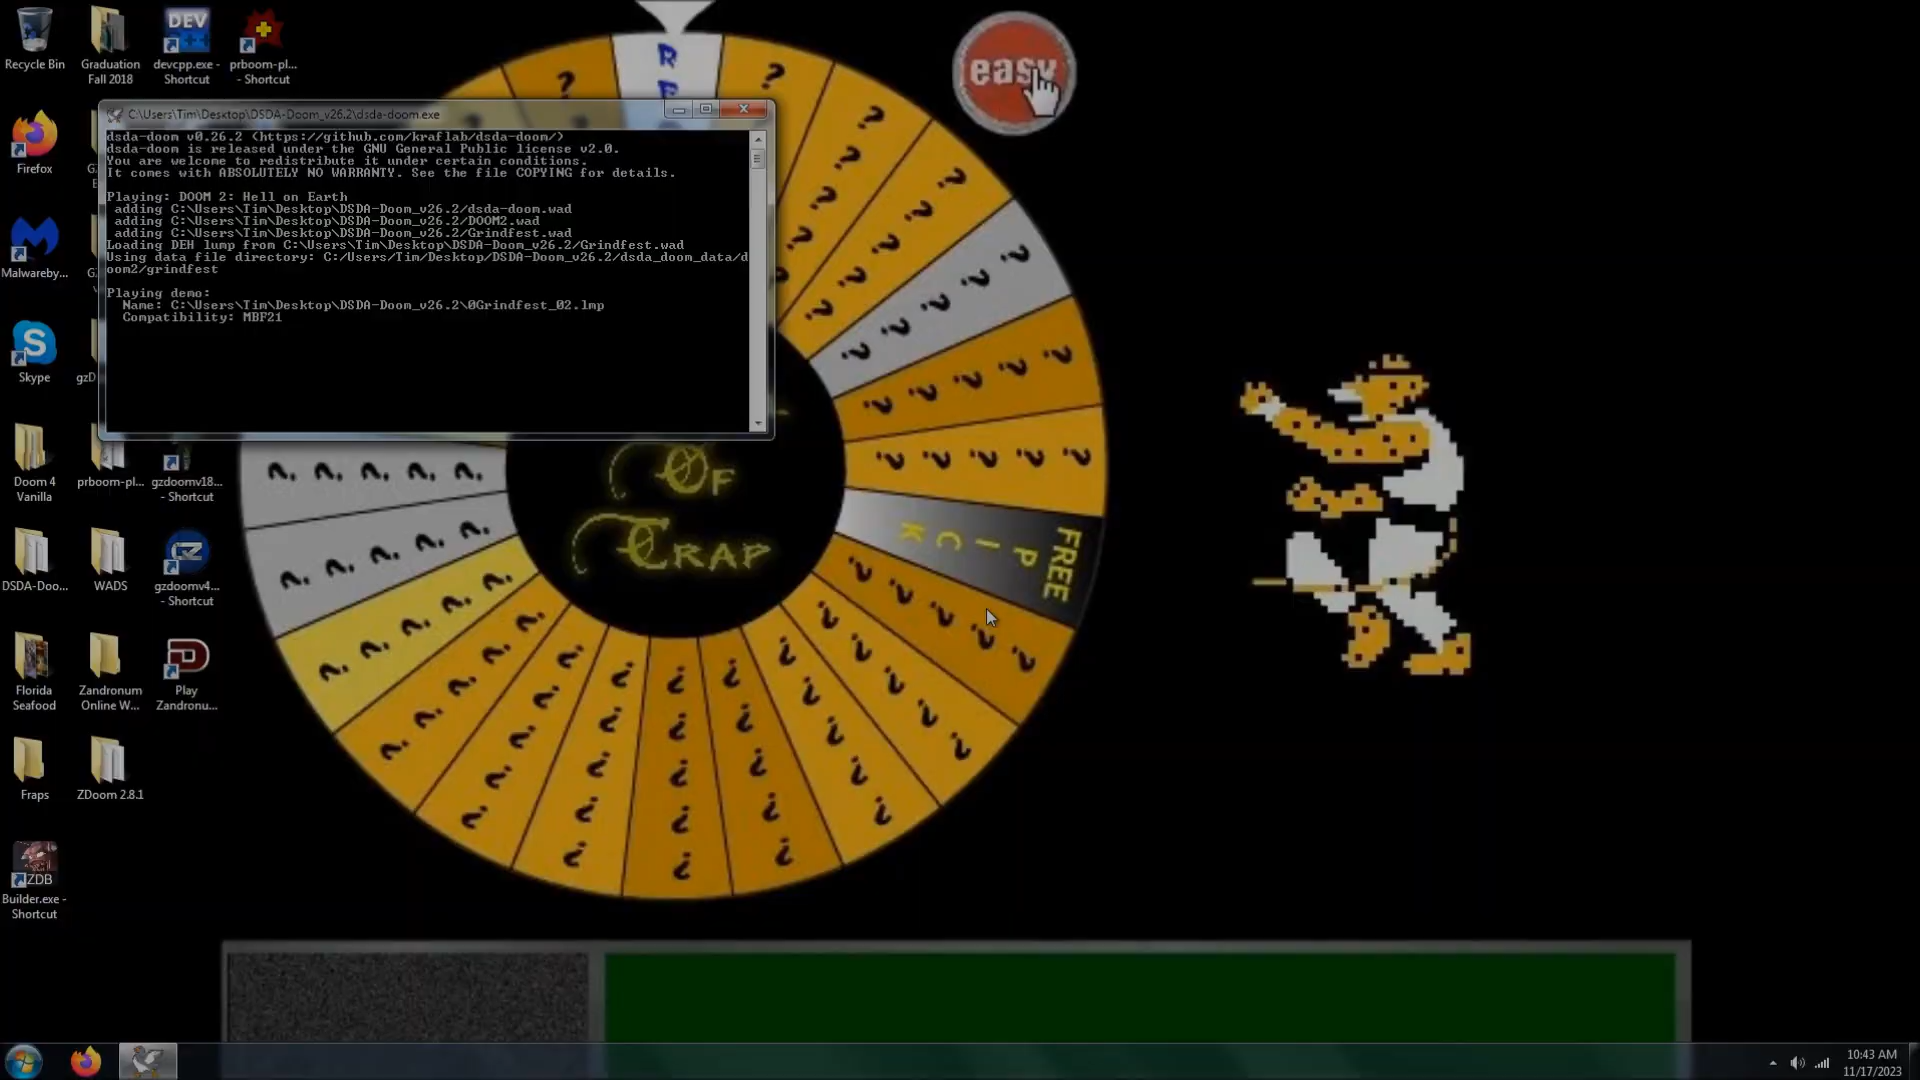 Recycle Bin
Graduation
Fall 2018
DEV
devcpp.exe -
Shortcut
prboom-pl...
- Shortcut
Firefox
Malwareby...
S
Skype
gzD
Doom 4
Vanilla
prboom-pl...
gzdoomv18...
- Shortcut
DSDA-Doo...
WADS
gzdoomv4...
- Shortcut
Florida
Seafood
Zandronum
Online W...
Play
Zandronu...
Fraps
ZDoom 2.8.1
ZDB
Builder.exe -
Shortcut
C:\Users\Tim\Desktop\DSDA-Doom_v26.2\dsda-doom.exe
dsda-doom v0.26.2 (https://github.com/kraflab/dsda-doom/)
dsda-doom is released under the GNU General Public license v2.0.
You are welcome to redistribute it under certain conditions.
It comes with ABSOLUTELY NO WARRANTY. See the file COPYING for details.
Playing: DOOM 2: Hell on Earth
adding C:\Users\Tim\Desktop\DSDA-Doom_v26.2/dsda-doom.wad
adding C:\Users\Tim\Desktop\DSDA-Doom_v26.2/DOOM2.wad
adding C:\Users\Tim\Desktop\DSDA-Doom_v26.2/Grindfest.wad
Loading DEH lump from C:\Users\Tim\Desktop\DSDA-Doom_v26.2/Grindfest.wad
Using data file directory: C:/Users/Tim/Desktop/DSDA-Doom_v26.2/dsda_doom_data/d
oom2/grindfest
Playing demo:
Name: C:\Users\Tim\Desktop\DSDA-Doom_v26.2\0Grindfest_02.lmp
Compatibility: MBF21
easy
Of
Crap
FREE
PICK
10:43 AM
11/17/2023